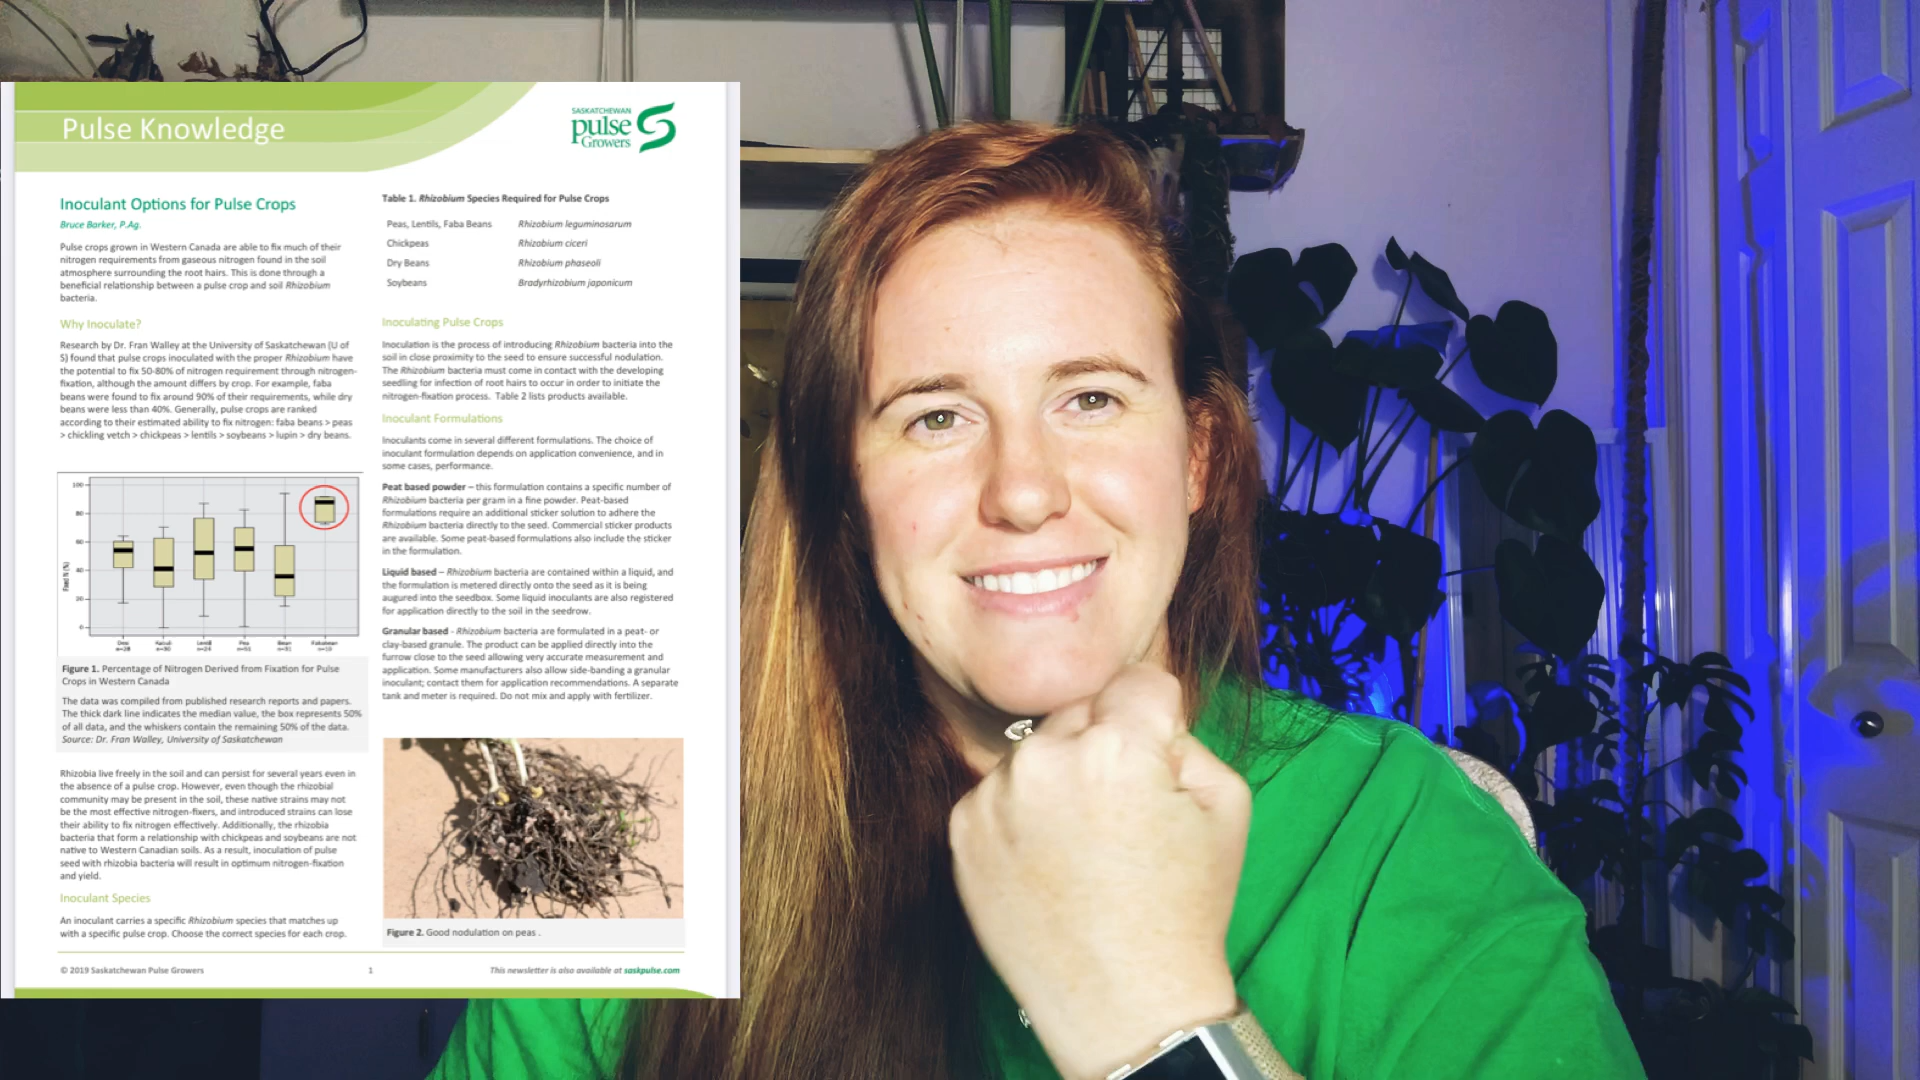 Pulse Knowledge
SASKATCHEWAN
pulse
Growers
Inoculant Options for Pulse Crops
Bruce Barker, P.Ag.
Pulse crops grown in Western Canada are able to fix much of their
nitrogen requirements from gaseous nitrogen found in the soil
atmosphere surrounding the root hairs. This is done through a
beneficial relationship between a pulse crop and soil Rhizobium
bacteria.
Why Inoculate?
Research by Dr. Fran Walley at the University of Saskatchewan (U of
S) found that pulse crops inoculated with the proper Rhizobium have
the potential to fix 50-80% of nitrogen requirement through nitrogen-
fixation, although the amount differs by crop. For example, faba
beans were found to fix around 90% of their requirements, while dry
beans were less than 40%. Generally, pulse crops are ranked
according to their estimated ability to fix nitrogen: faba beans > peas
> chickling vetch > chickpeas > lentils > soybeans > lupin > dry beans.
100
80
60
40
20
0
Fixed N (%)
Desi Kabuli Lentil Pea Bean Fababean
n=28 n=30 n=24 n=51 n=31 n=10
Figure 1. Percentage of Nitrogen Derived from Fixation for Pulse
Crops in Western Canada
The data was compiled from published research reports and papers.
The thick dark line indicates the median value, the box represents 50%
of all data, and the whiskers contain the remaining 50% of the data.
Source: Dr. Fran Walley, University of Saskatchewan
Rhizobia live freely in the soil and can persist for several years even in
the absence of a pulse crop. However, even though the rhizobial
community may be present in the soil, these native strains may not
be the most effective nitrogen-fixers, and introduced strains can lose
their ability to fix nitrogen effectively. Additionally, the rhizobia
bacteria that form a relationship with chickpeas and soybeans are not
native to Western Canadian soils. As a result, inoculation of pulse
seed with rhizobia bacteria will result in optimum nitrogen-fixation
and yield.
Inoculant Species
An inoculant carries a specific Rhizobium species that matches up
with a specific pulse crop. Choose the correct species for each crop.
Table 1. Rhizobium Species Required for Pulse Crops
Peas, Lentils, Faba Beans Rhizobium leguminosarum
Chickpeas Rhizobium ciceri
Dry Beans Rhizobium phaseoli
Soybeans Bradyrhizobium japonicum
Inoculating Pulse Crops
Inoculation is the process of introducing Rhizobium bacteria into the
soil in close proximity to the seed to ensure successful nodulation.
The Rhizobium bacteria must come in contact with the developing
seedling for infection of root hairs to occur in order to initiate the
nitrogen-fixation process. Table 2 lists products available.
Inoculant Formulations
Inoculants come in several different formulations. The choice of
inoculant formulation depends on application convenience, and in
some cases, performance.
Peat based powder – this formulation contains a specific number of
Rhizobium bacteria per gram in a fine powder. Peat-based
formulations require an additional sticker solution to adhere the
Rhizobium bacteria directly to the seed. Commercial sticker products
are available. Some peat-based formulations also include the sticker
in the formulation.
Liquid based – Rhizobium bacteria are contained within a liquid, and
the formulation is metered directly onto the seed as it is being
augured into the seedbox. Some liquid inoculants are also registered
for application directly to the soil in the seedrow.
Granular based - Rhizobium bacteria are formulated in a peat- or
clay-based granule. The product can be applied directly into the
furrow close to the seed allowing very accurate measurement and
application. Some manufacturers also allow side-banding a granular
inoculant; contact them for application recommendations. A separate
tank and meter is required. Do not mix and apply with fertilizer.
Figure 2. Good nodulation on peas .
© 2019 Saskatchewan Pulse Growers 1 This newsletter is also available at saskpulse.com